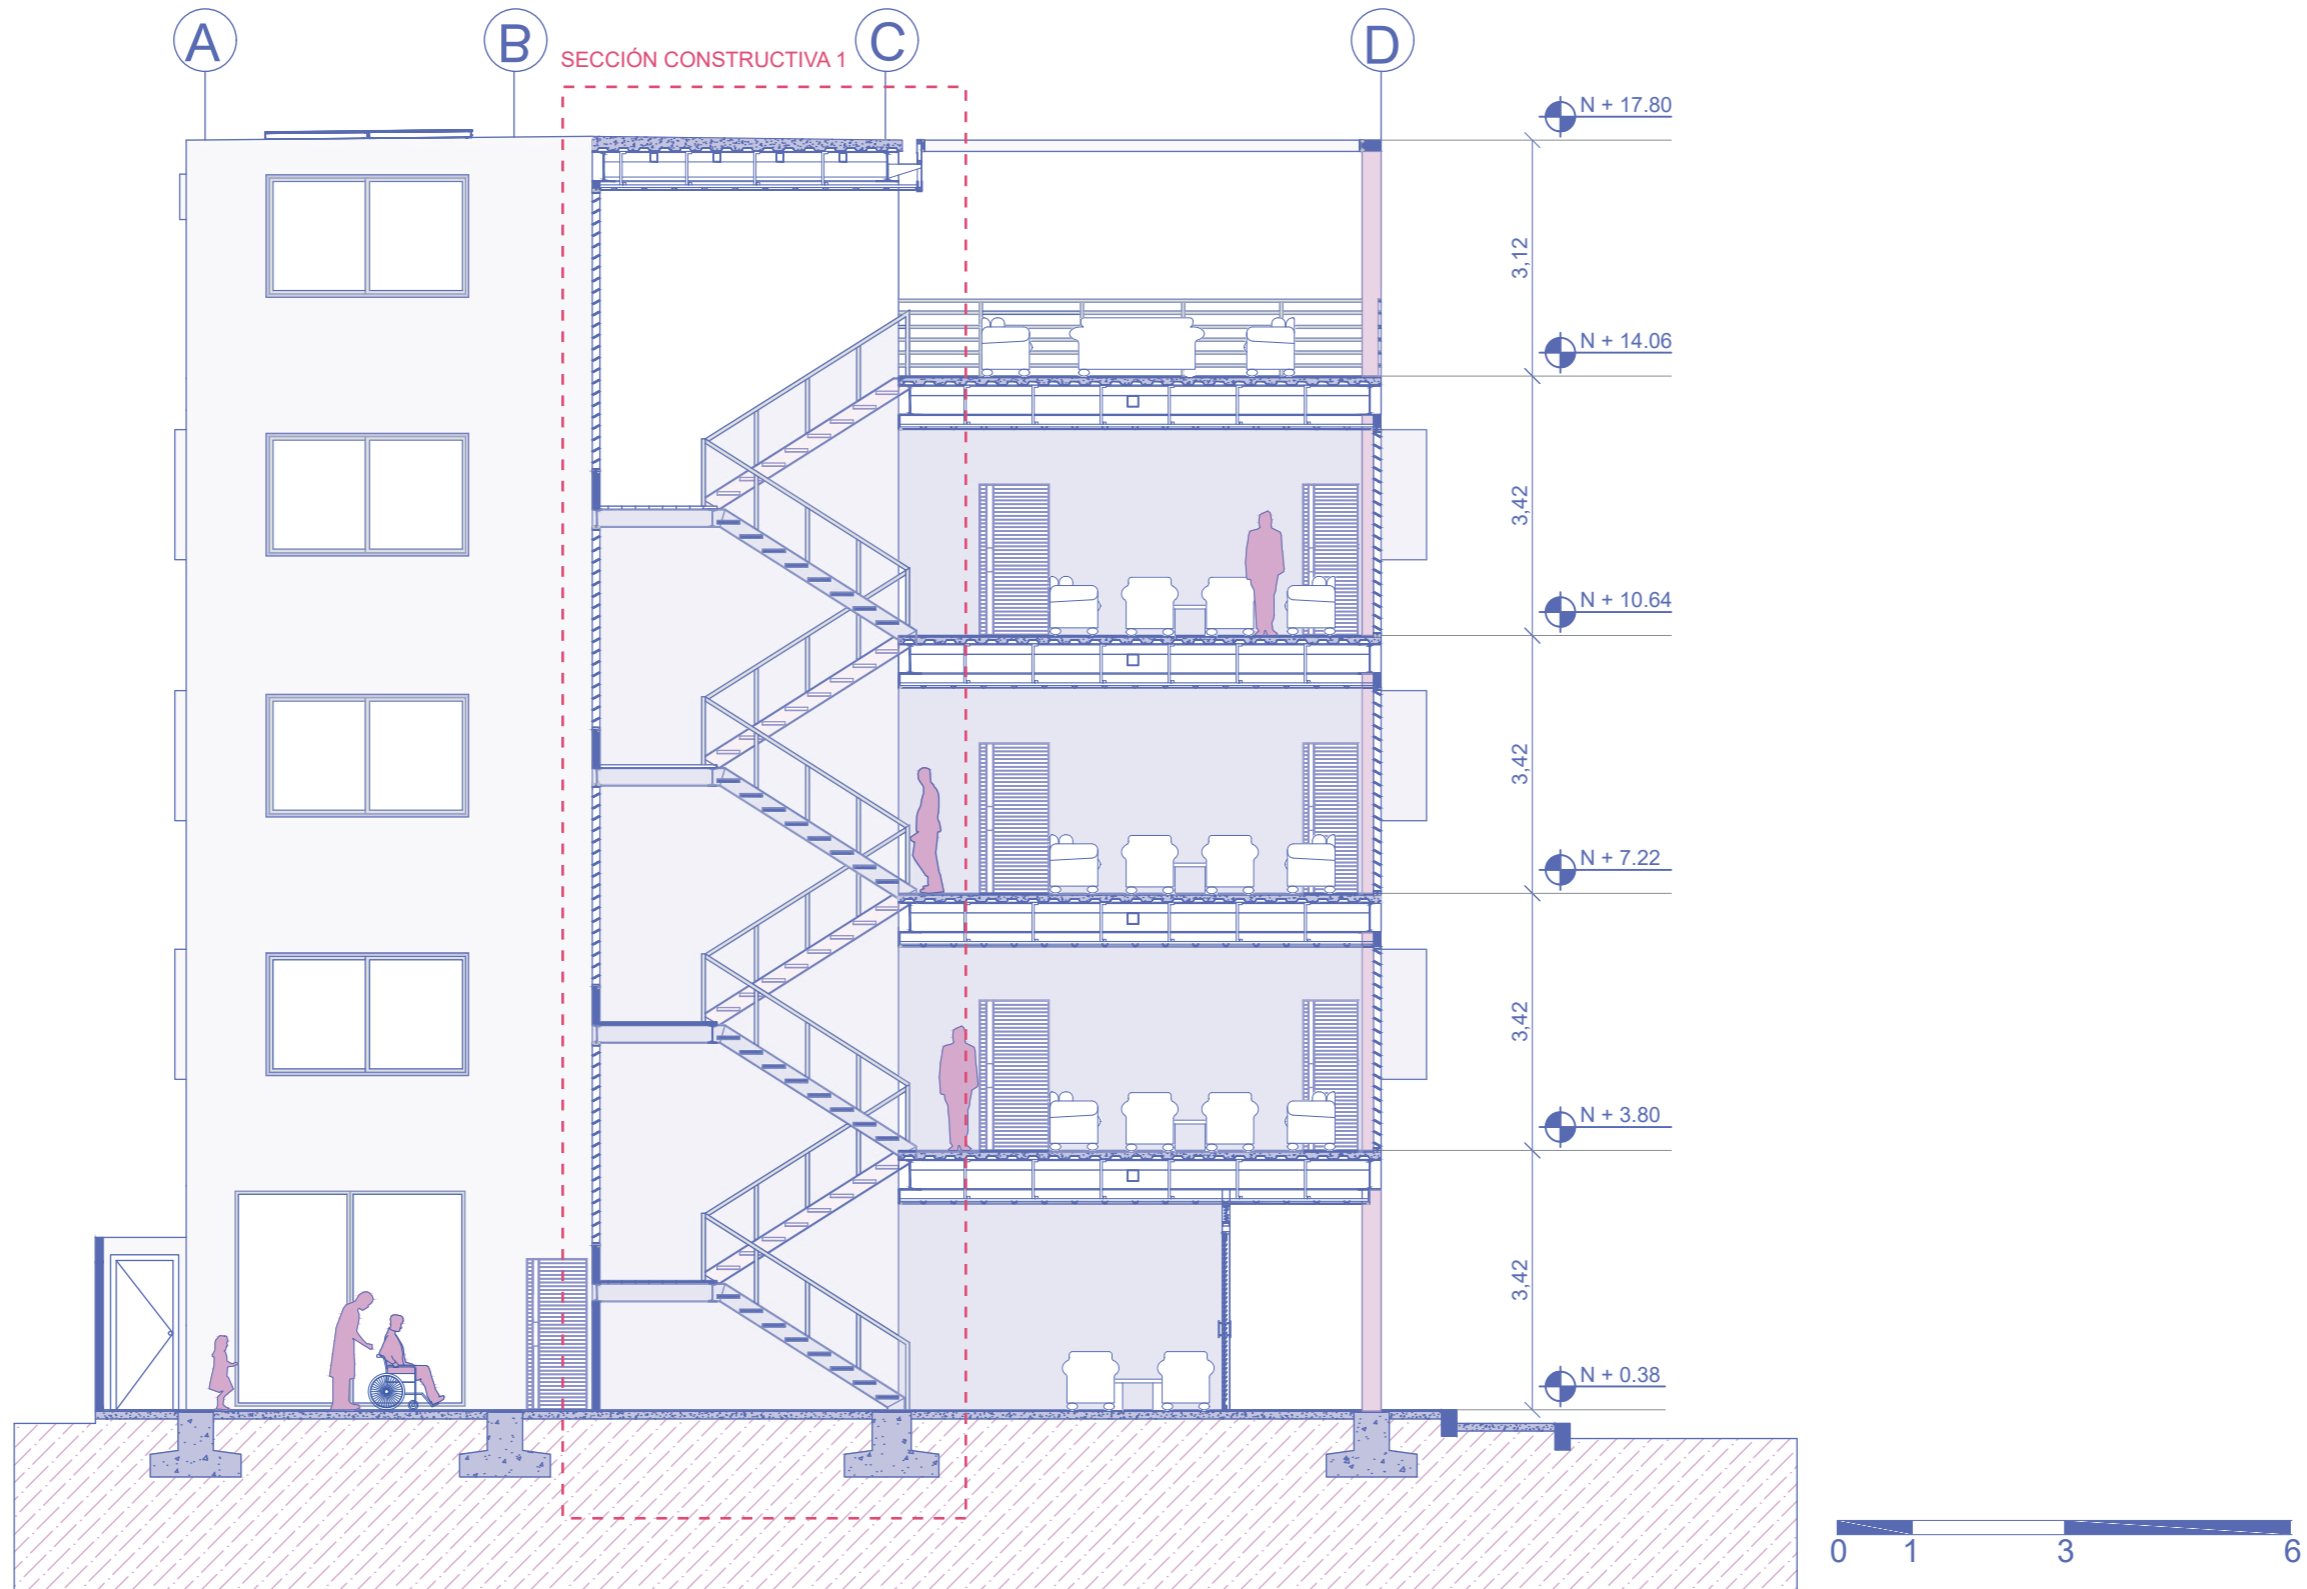 A
B
C
D
SECCIÓN CONSTRUCTIVA 1
N + 17.80
3,12
N + 14.06
3,42
N + 10.64
3,42
N + 7.22
3,42
N + 3.80
3,42
N + 0.38
0 1 3 6